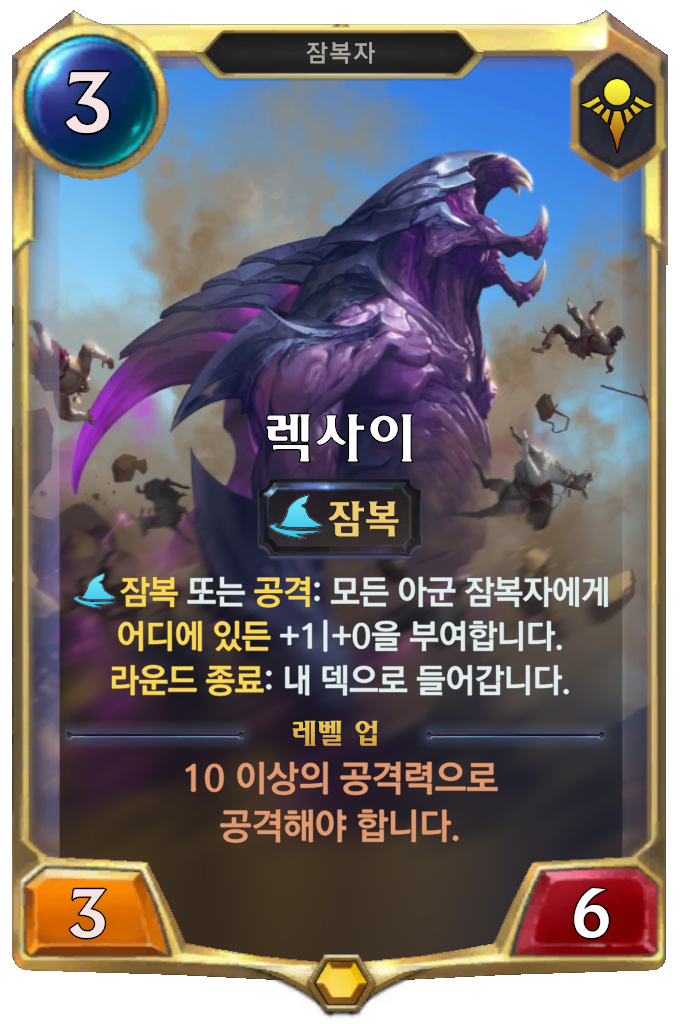 잠복자
3
렉사이
잠복
잠복 또는 공격: 모든 아군 잠복자에게
어디에 있든 +1|+0을 부여합니다.
라운드 종료: 내 덱으로 들어갑니다.
레벨 업
10 이상의 공격력으로
공격해야 합니다.
3
6